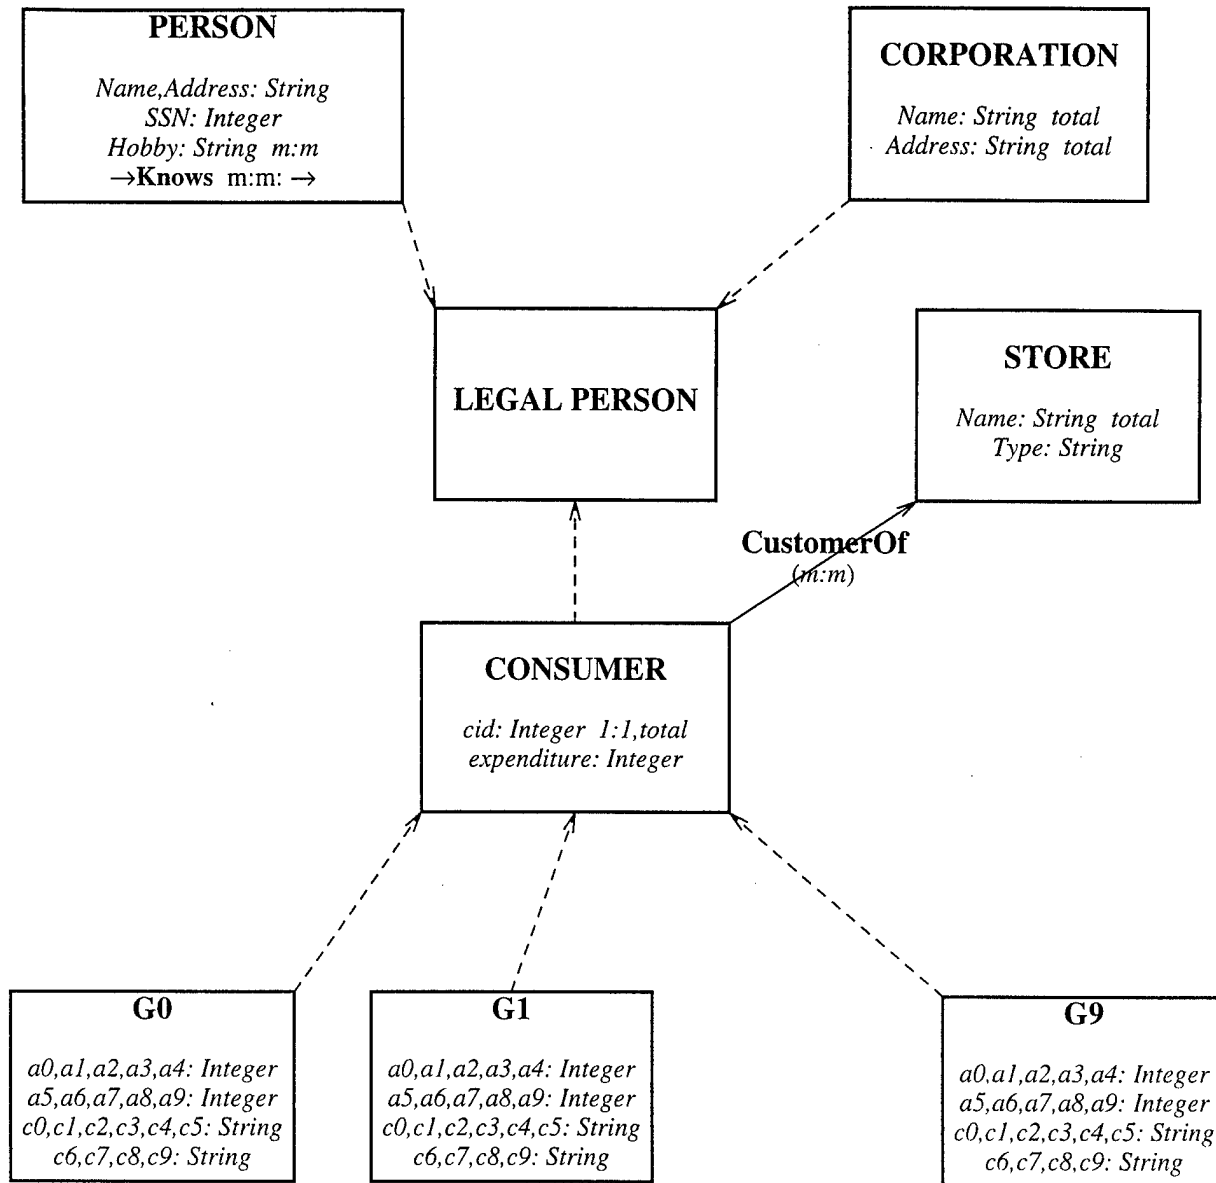 PERSON
Name,Address: String
SSN: Integer
Hobby: String m:m
→Knows m:m: →
CORPORATION
Name: String total
Address: String total
LEGAL PERSON
STORE
Name: String total
Type: String
CustomerOf
(m:m)
CONSUMER
cid: Integer 1:1,total
expenditure: Integer
G0
a0,a1,a2,a3,a4: Integer
a5,a6,a7,a8,a9: Integer
c0,c1,c2,c3,c4,c5: String
c6,c7,c8,c9: String
G1
a0,a1,a2,a3,a4: Integer
a5,a6,a7,a8,a9: Integer
c0,c1,c2,c3,c4,c5: String
c6,c7,c8,c9: String
G9
a0,a1,a2,a3,a4: Integer
a5,a6,a7,a8,a9: Integer
c0,c1,c2,c3,c4,c5: String
c6,c7,c8,c9: String